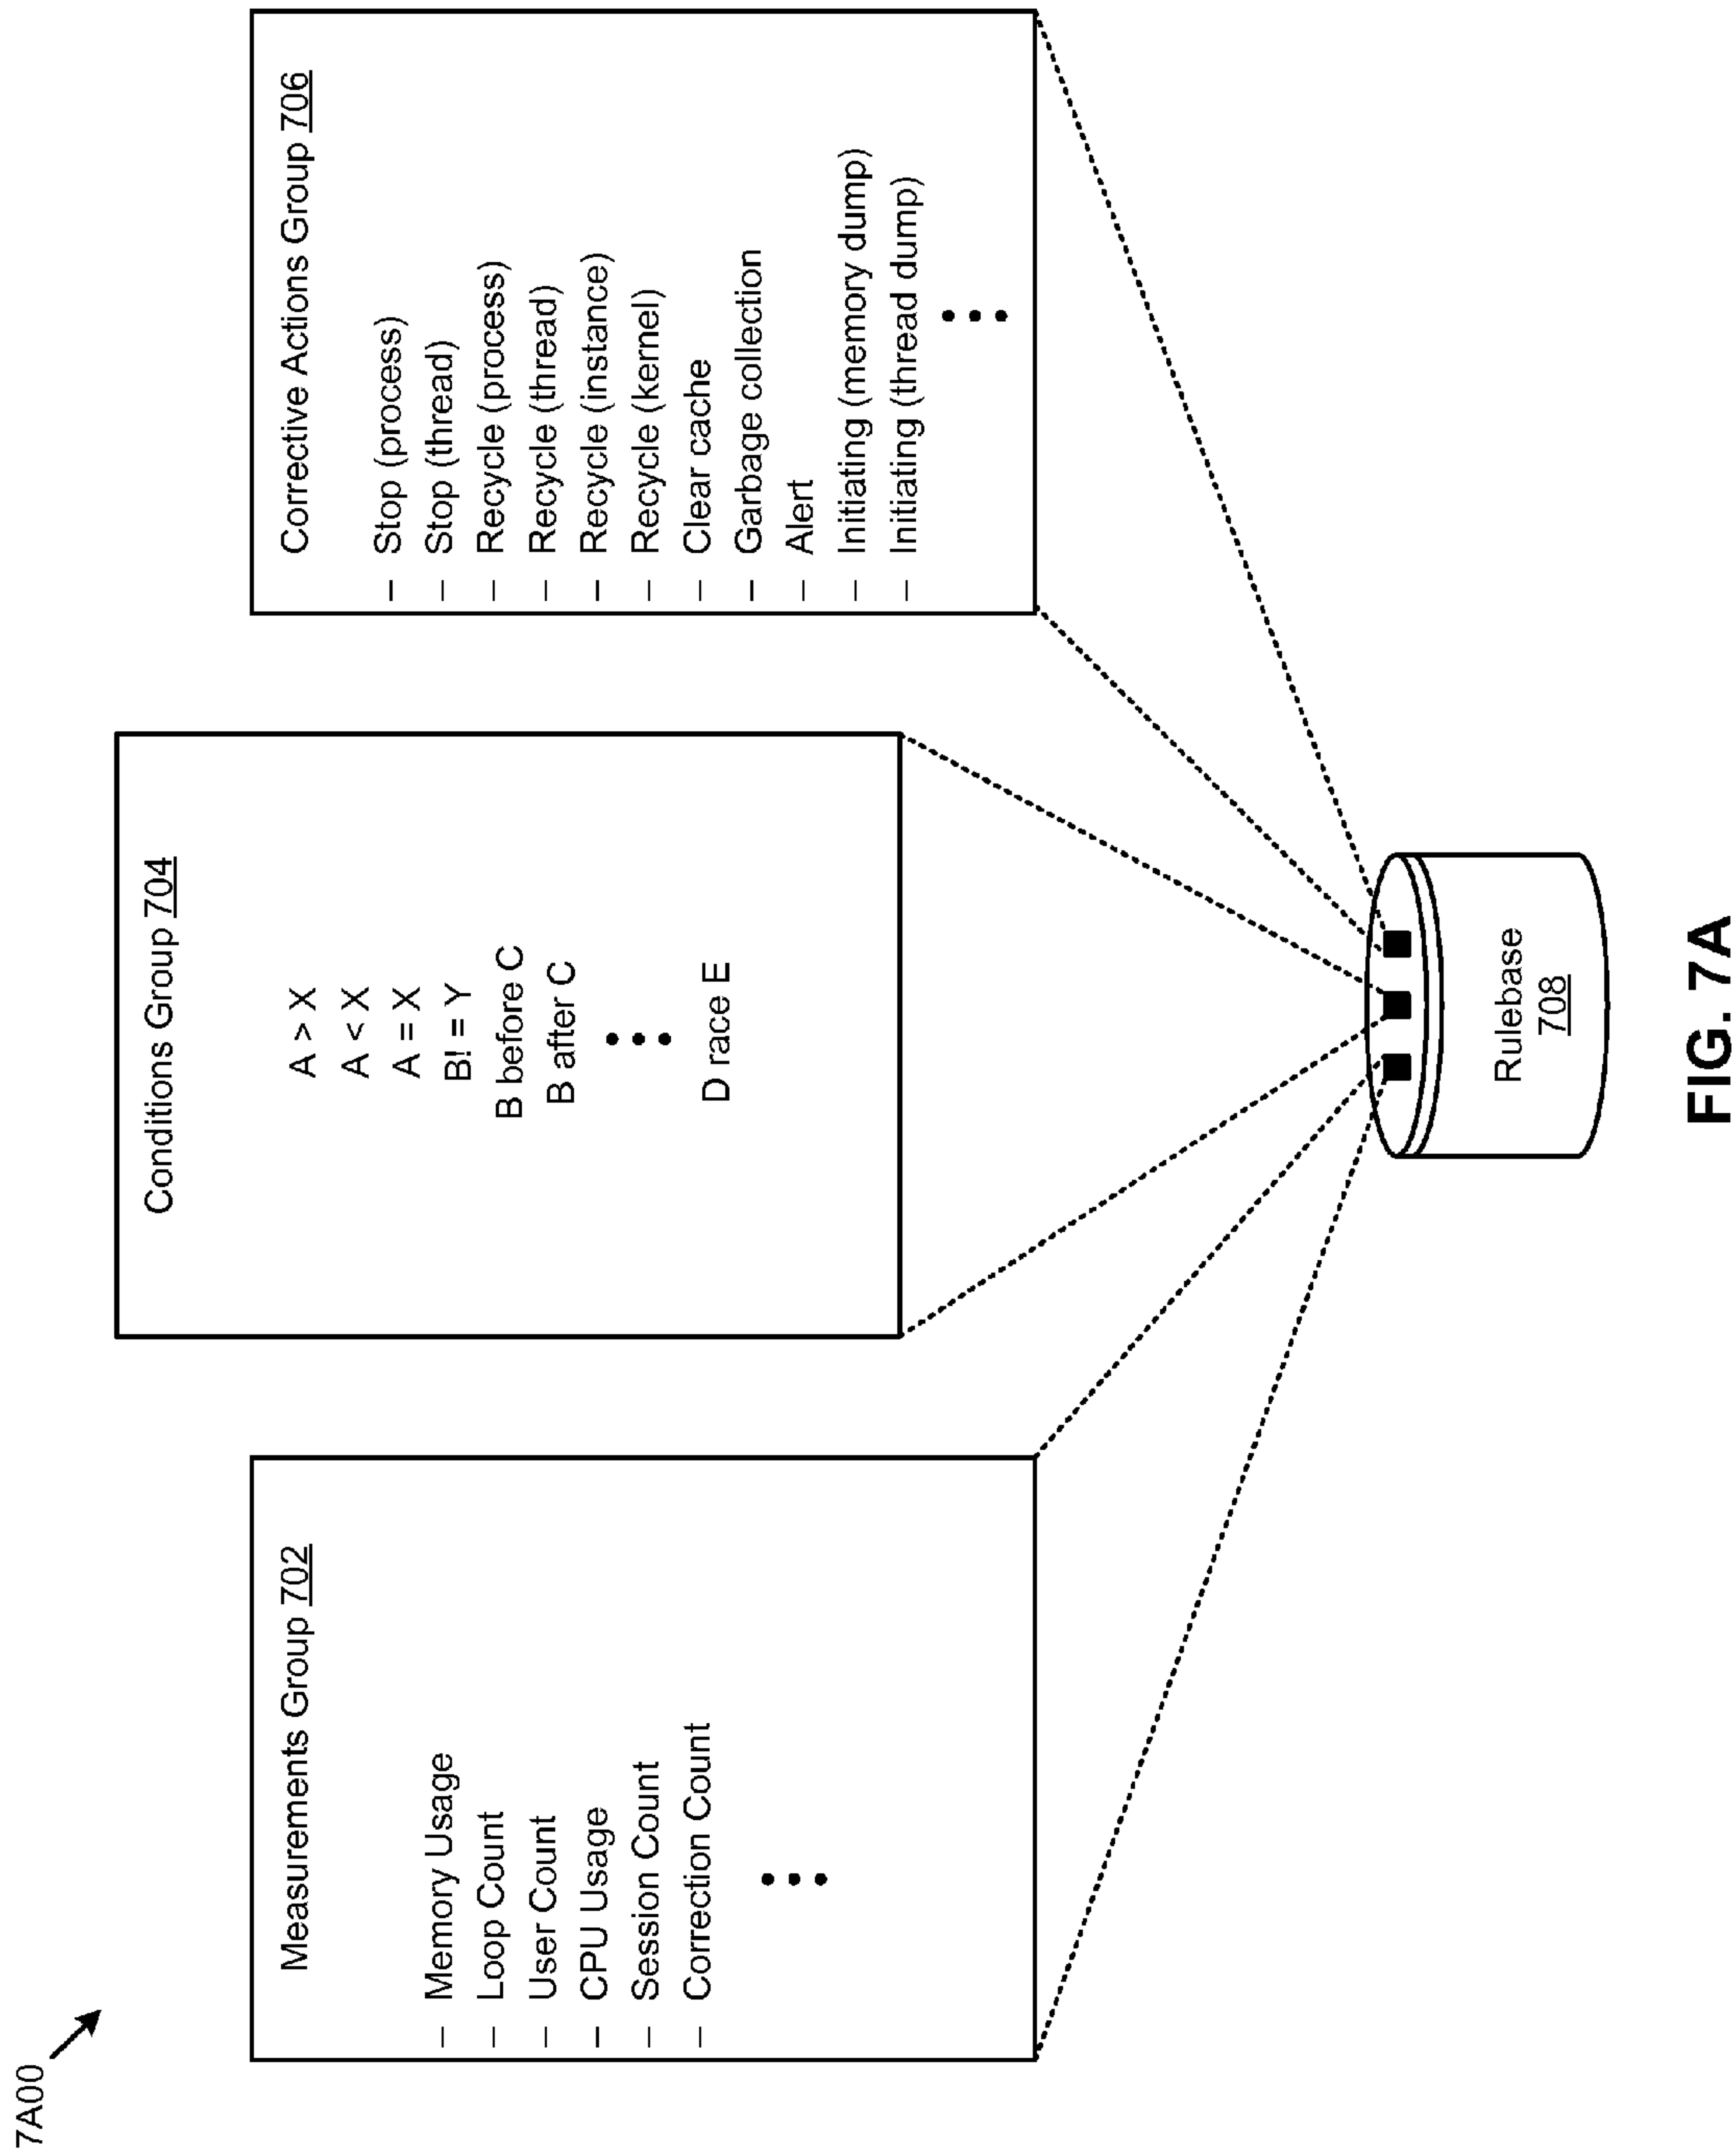 7A00
Measurements Group 702
– Memory Usage
– Loop Count
– User Count
– CPU Usage
– Session Count
– Correction Count
Conditions Group 704
A > X
A < X
A = X
B! = Y
B before C
B after C
D race E
Corrective Actions Group 706
– Stop (process)
– Stop (thread)
– Recycle (process)
– Recycle (thread)
– Recycle (instance)
– Recycle (kernel)
– Clear cache
– Garbage collection
– Alert
– Initiating (memory dump)
– Initiating (thread dump)
Rulebase
708
FIG. 7A